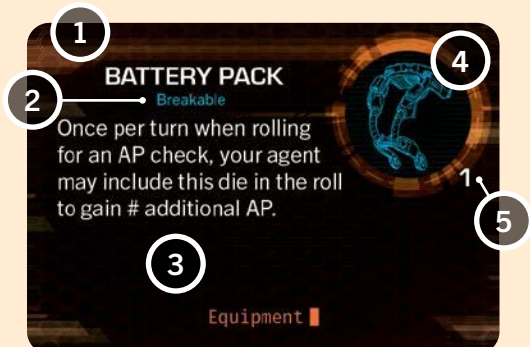 1
BATTERY PACK
4
2
Breakable
Once per turn when rolling
for an AP check, your agent
may include this die in the roll
to gain # additional AP.
1
5
3
Equipment